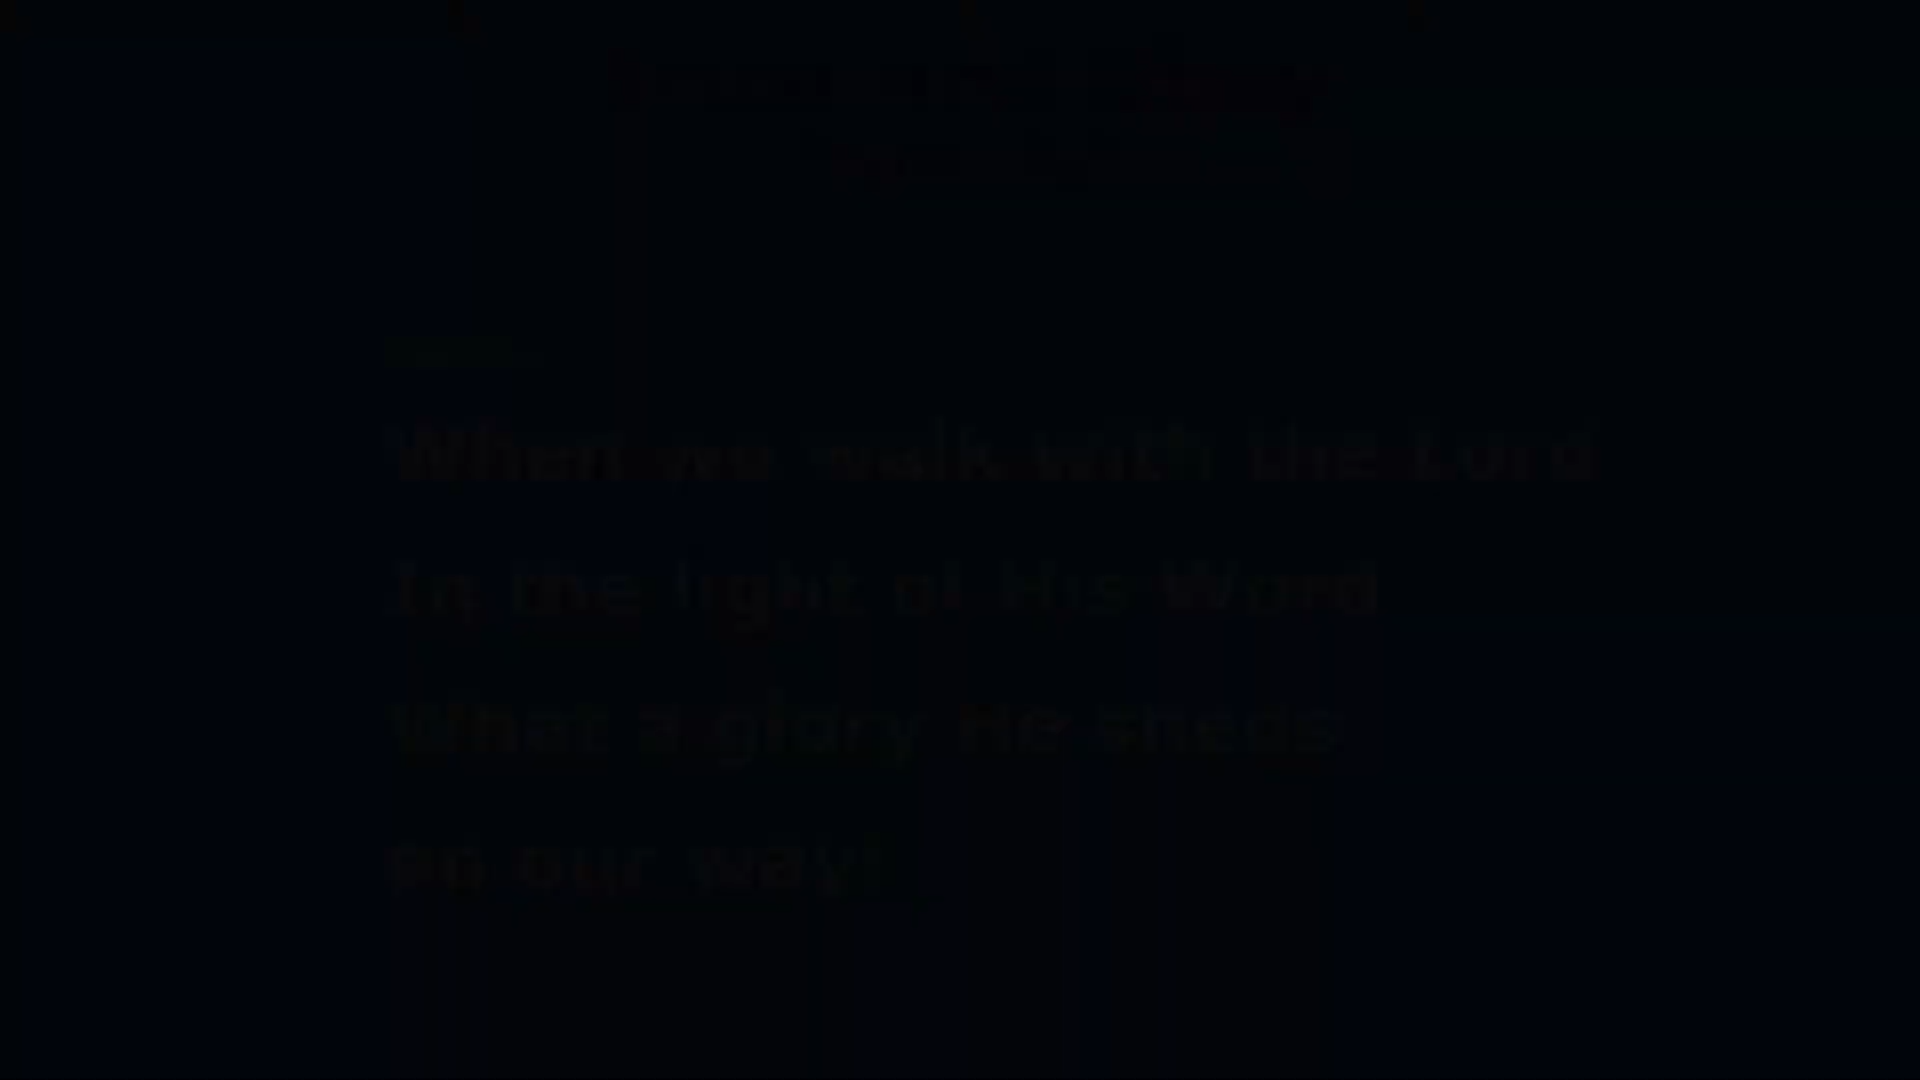 When we walk with the Lord
In the light of His Word
What a glory He sheds
on our way!